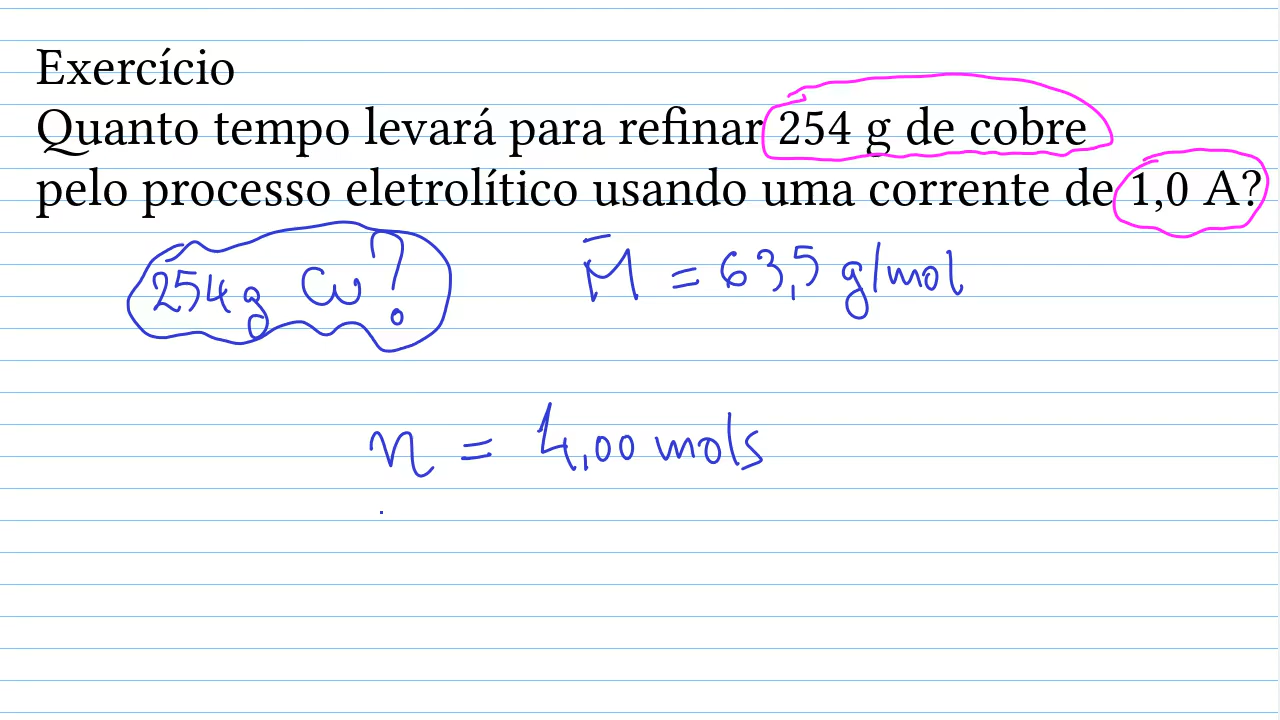 Exercício
Quanto tempo levará para refinar 254 g de cobre
pelo processo eletrolítico usando uma corrente de 1,0 A?
254g Cu? M̄ = 63,5 g/mol
n = 4,00 mols